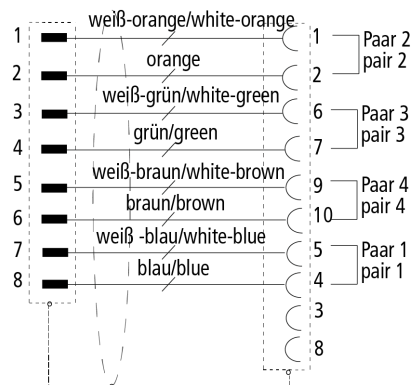 1 weiß-orange/white-orange 1
2 orange 2
Paar 2
pair 2
3 weiß-grün/white-green 6
4 grün/green 7
Paar 3
pair 3
5 weiß-braun/white-brown 9
6 braun/brown 10
Paar 4
pair 4
7 weiß -blau/white-blue 5
8 blau/blue 4
Paar 1
pair 1
3
8